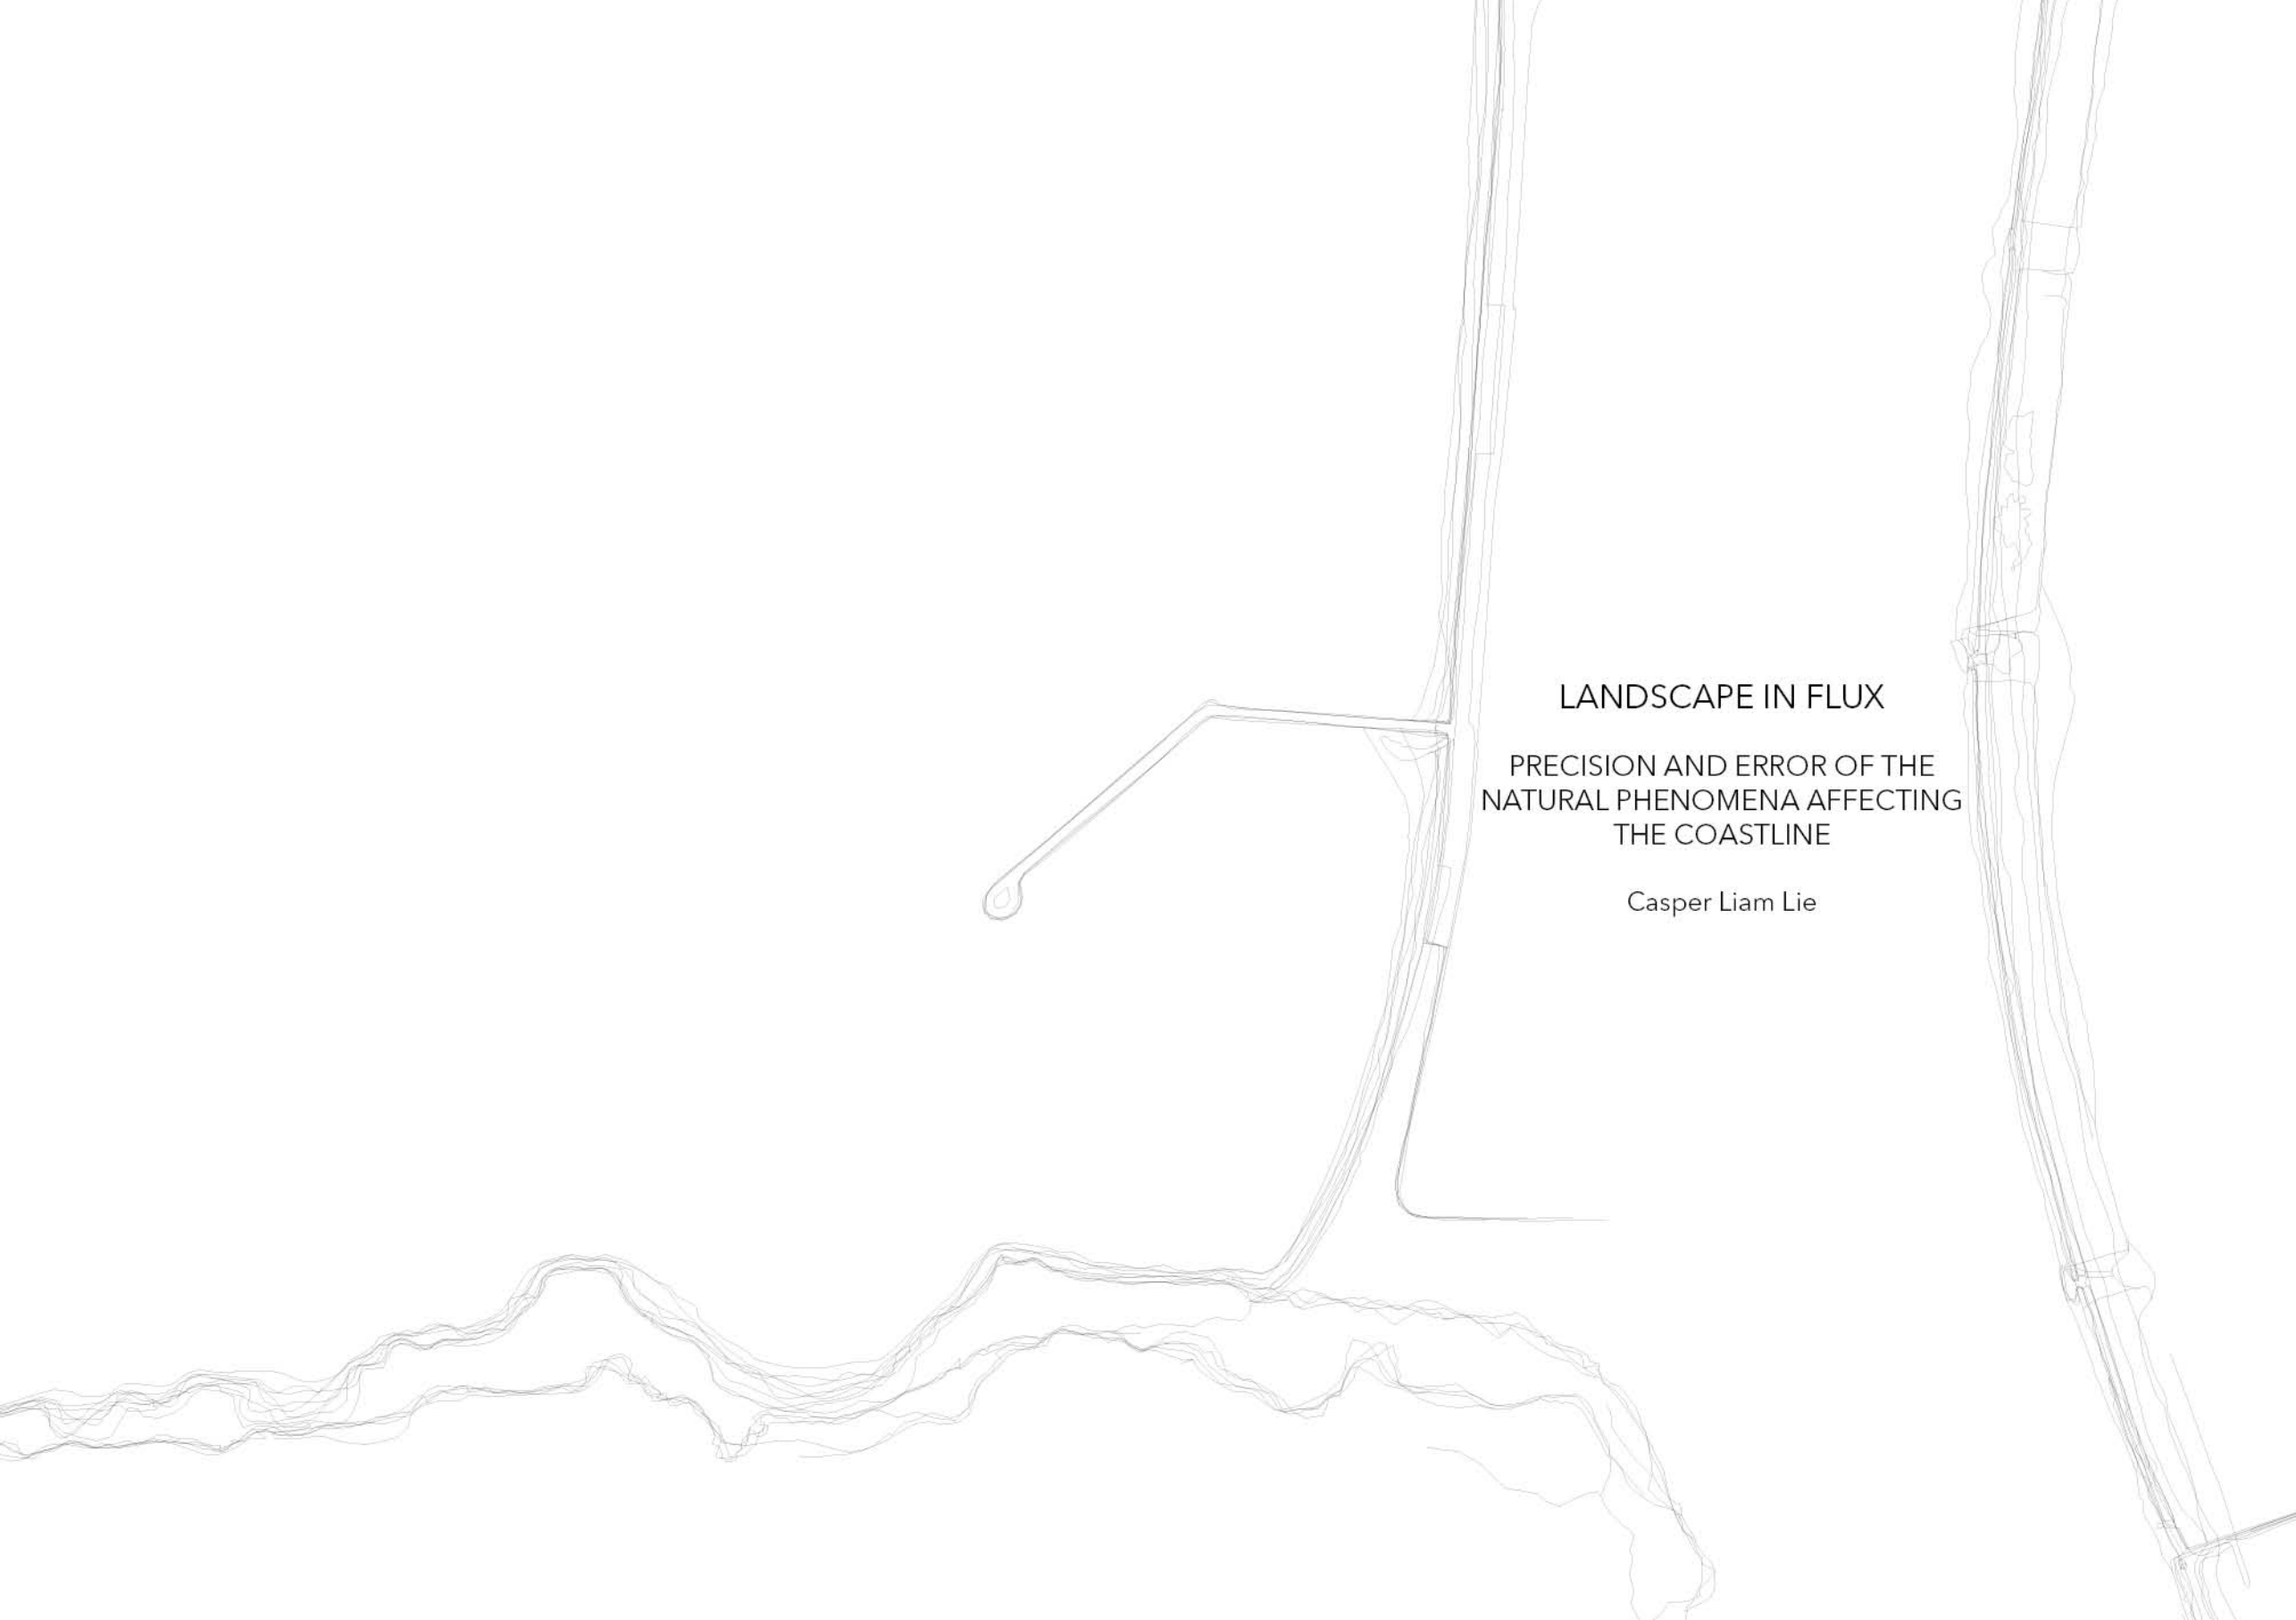 LANDSCAPE IN FLUX
PRECISION AND ERROR OF THE
NATURAL PHENOMENA AFFECTING
THE COASTLINE
Casper Liam Lie